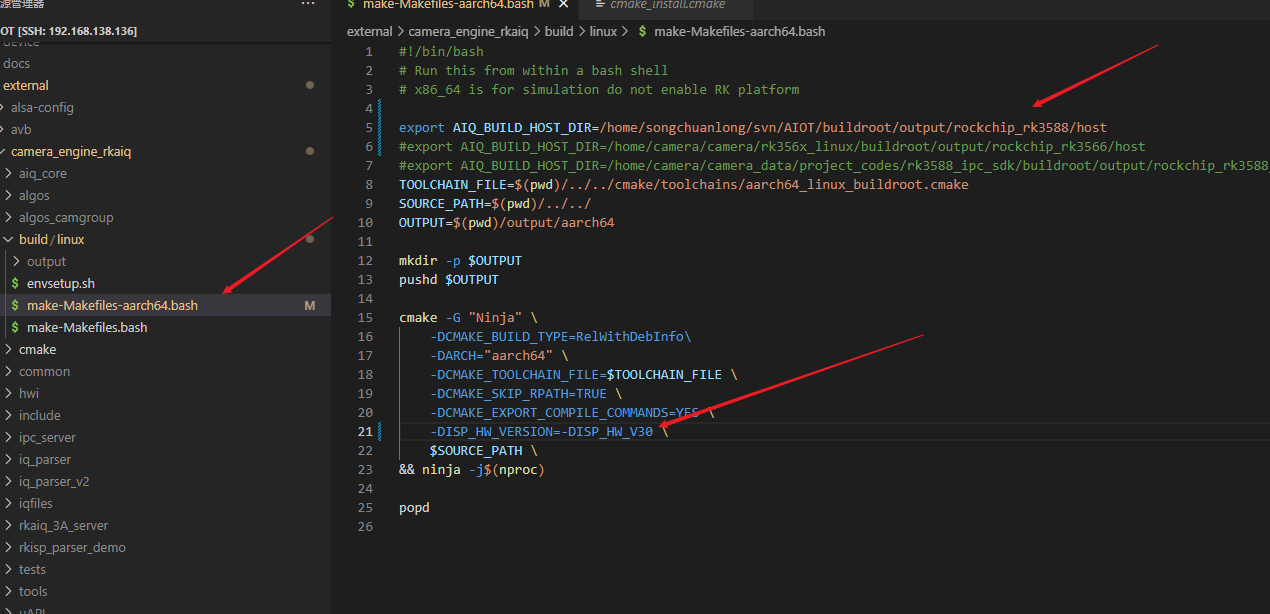 源管理器
···
OT [SSH: 192.168.138.136]
device
docs
external
alsa-config
avb
camera_engine_rkaiq
aiq_core
algos
algos_camgroup
build / linux
output
$ envsetup.sh
$ make-Makefiles-aarch64.bash M
$ make-Makefiles.bash
cmake
common
hwi
include
ipc_server
iq_parser
iq_parser_v2
iqfiles
rkaiq_3A_server
rkisp_parser_demo
tests
tools
uAPI
$ make-Makefiles-aarch64.bash M ×
cmake_install.cmake
external > camera_engine_rkaiq > build > linux > $ make-Makefiles-aarch64.bash
1 #!/bin/bash
2 # Run this from within a bash shell
3 # x86_64 is for simulation do not enable RK platform
4
5 export AIQ_BUILD_HOST_DIR=/home/songchuanlong/svn/AIOT/buildroot/output/rockchip_rk3588/host
6 #export AIQ_BUILD_HOST_DIR=/home/camera/camera/rk356x_linux/buildroot/output/rockchip_rk3566/host
7 #export AIQ_BUILD_HOST_DIR=/home/camera/camera_data/project_codes/rk3588_ipc_sdk/buildroot/output/rockchip_rk3588
8 TOOLCHAIN_FILE=$(pwd)/../../cmake/toolchains/aarch64_linux_buildroot.cmake
9 SOURCE_PATH=$(pwd)/../../
10 OUTPUT=$(pwd)/output/aarch64
11
12 mkdir -p $OUTPUT
13 pushd $OUTPUT
14
15 cmake -G "Ninja" \
16 -DCMAKE_BUILD_TYPE=RelWithDebInfo\
17 -DARCH="aarch64" \
18 -DCMAKE_TOOLCHAIN_FILE=$TOOLCHAIN_FILE \
19 -DCMAKE_SKIP_RPATH=TRUE \
20 -DCMAKE_EXPORT_COMPILE_COMMANDS=YES \
21 -DISP_HW_VERSION=-DISP_HW_V30 \
22 $SOURCE_PATH \
23 && ninja -j$(nproc)
24
25 popd
26